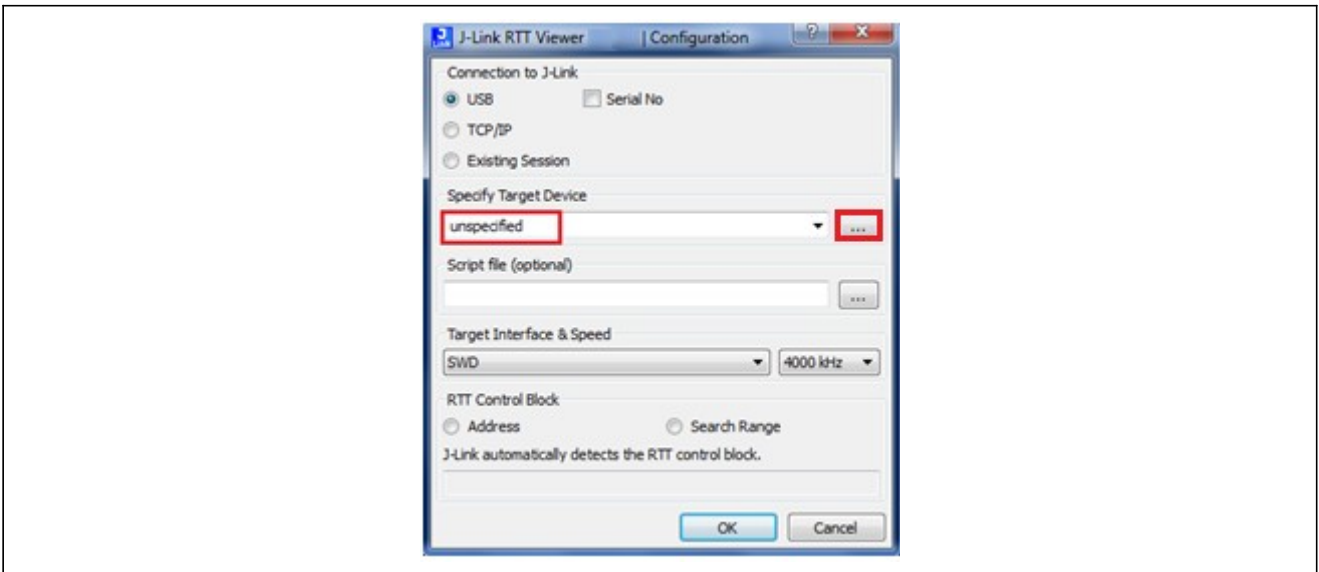 J-Link RTT Viewer | Configuration
Connection to J-Link
USB Serial No
TCP/IP
Existing Session
Specify Target Device
unspecified ...
Script file (optional)
...
Target Interface & Speed
SWD 4000 kHz
RTT Control Block
Address Search Range
J-Link automatically detects the RTT control block.
OK Cancel